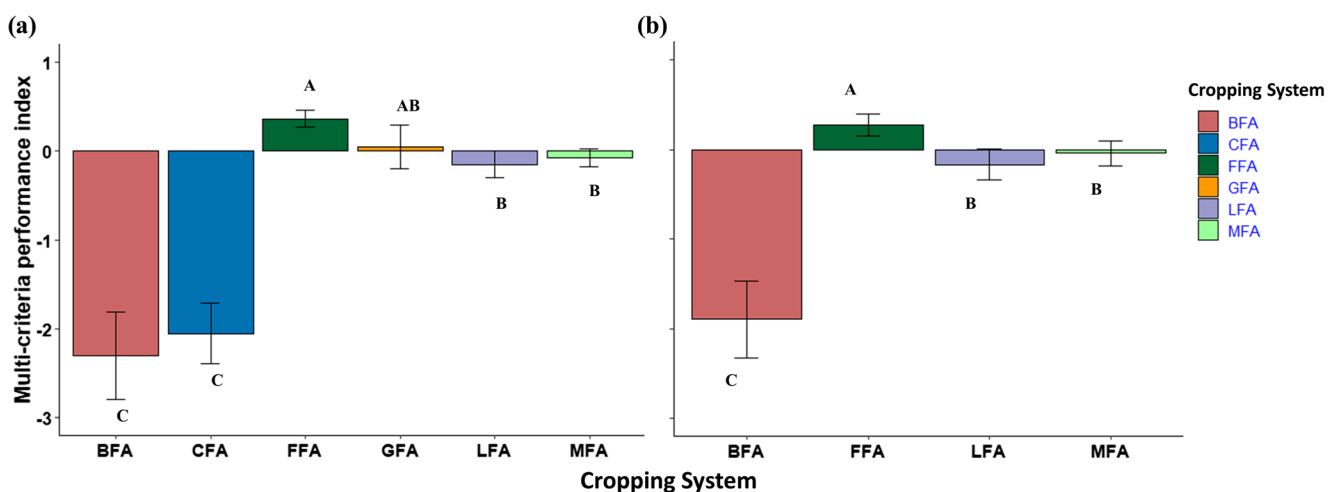 (a)
Multi-criteria performance index
1
0
-1
-2
-3
C
C
A
AB
B
B
BFA
CFA
FFA
GFA
LFA
MFA
(b)
C
A
B
B
BFA
FFA
LFA
MFA
Cropping System
Cropping System
BFA
CFA
FFA
GFA
LFA
MFA